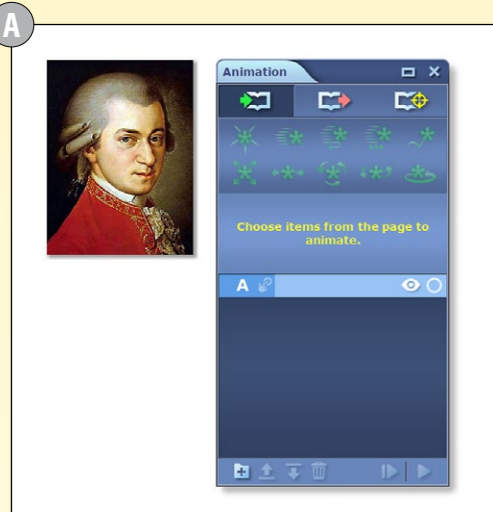 A
Animation
Choose items from the page to
animate.
A